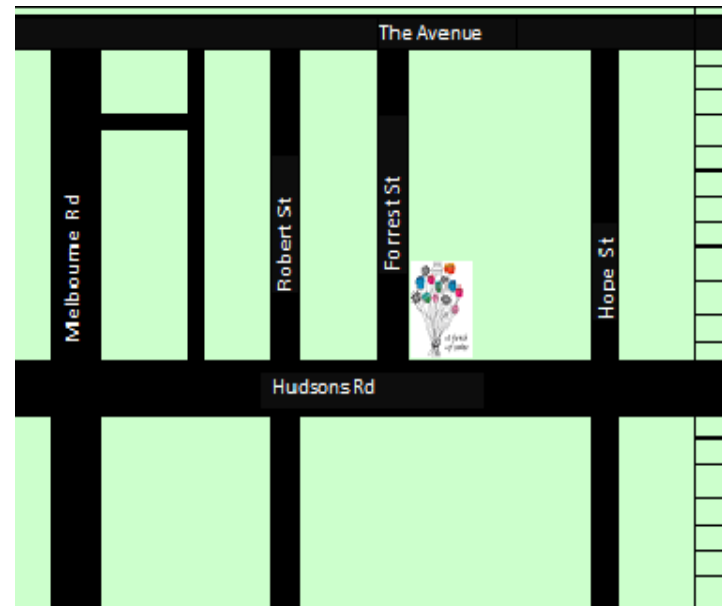 The Avenue
Melbourne Rd
Robert St
Forrest St
Hope St
Hudsons Rd